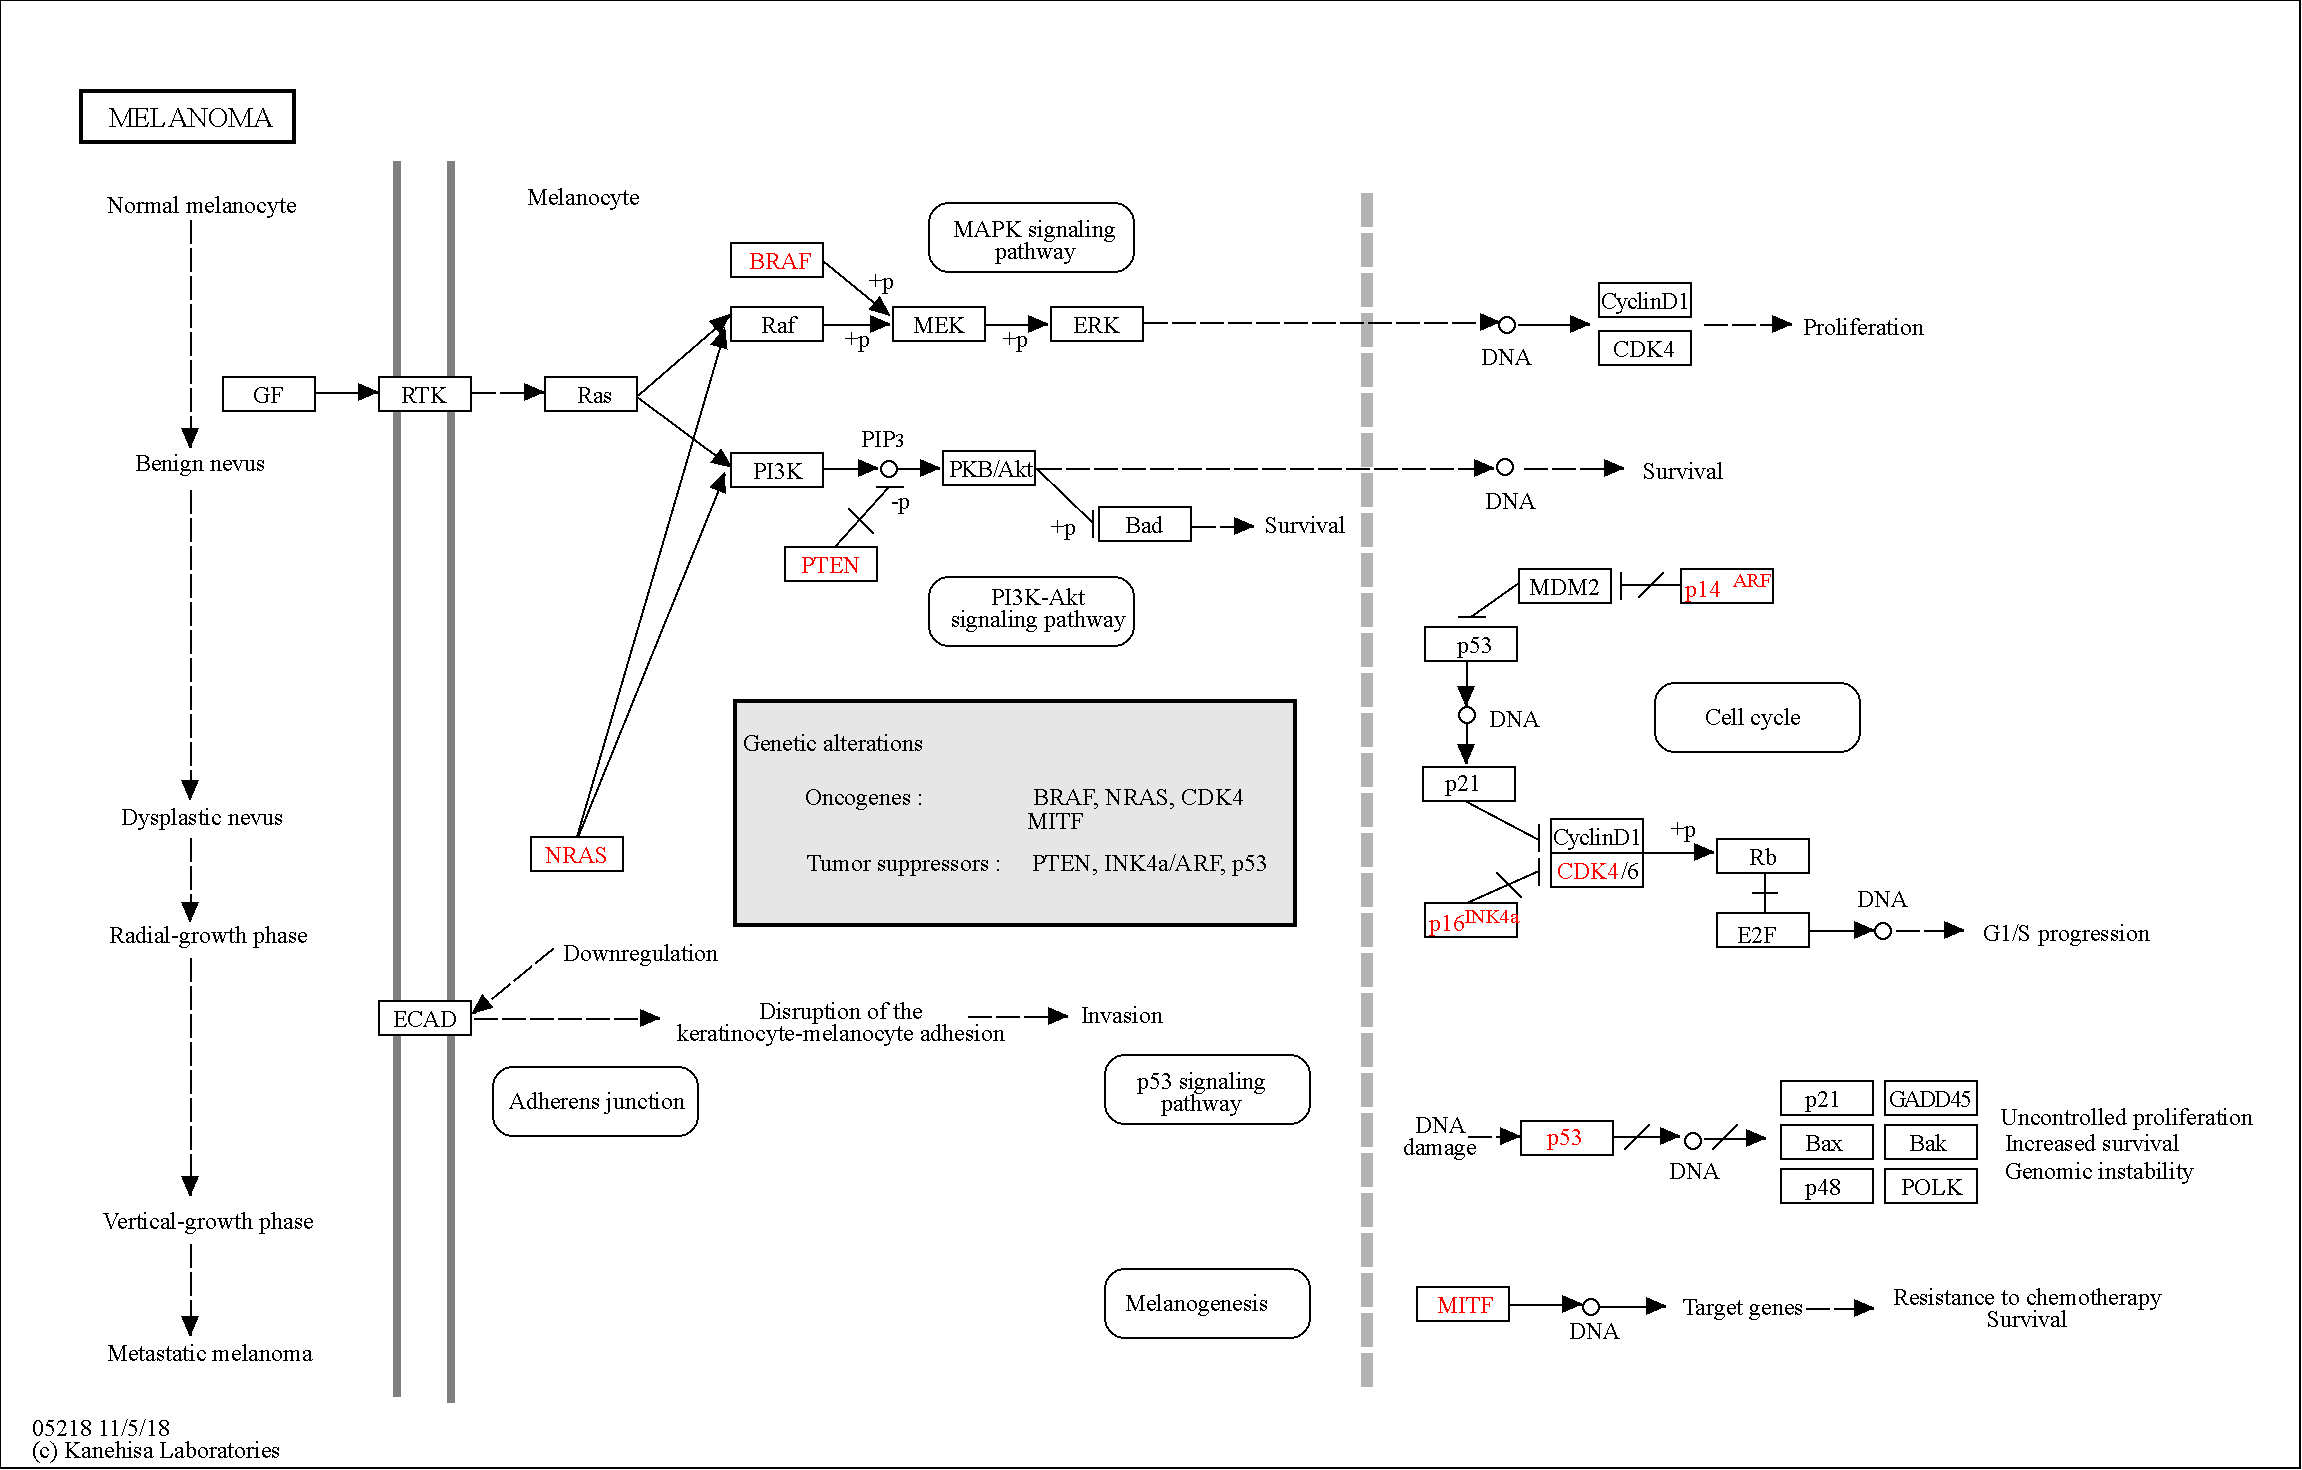 MELANOMA
Normal melanocyte
Benign nevus
Dysplastic nevus
Radial-growth phase
Vertical-growth phase
Metastatic melanoma
Melanocyte
MAPK signaling
pathway
BRAF
+p
Raf
+p
MEK
+p
ERK
DNA
CyclinD1
CDK4
Proliferation
GF
RTK
Ras
PI3K
PIP3
-p
PKB/Akt
DNA
Survival
+p
Bad
Survival
PTEN
PI3K-Akt
signaling pathway
MDM2
p14 ARF
p53
DNA
p21
Cell cycle
CyclinD1
CDK4/6
+p
Rb
p16INK4a
E2F
DNA
G1/S progression
Genetic alterations
Oncogenes : BRAF, NRAS, CDK4
MITF
Tumor suppressors : PTEN, INK4a/ARF, p53
NRAS
Downregulation
ECAD
Disruption of the
keratinocyte-melanocyte adhesion
Invasion
Adherens junction
p53 signaling
pathway
DNA
damage
p53
DNA
p21
GADD45
Bax
Bak
p48
POLK
Uncontrolled proliferation
Increased survival
Genomic instability
Melanogenesis
MITF
DNA
Target genes
Resistance to chemotherapy
Survival
05218 11/5/18
(c) Kanehisa Laboratories